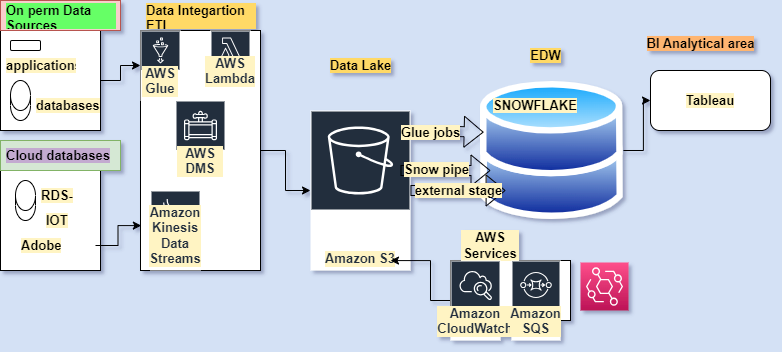 On perm Data
Sources
applications
databases
Cloud databases
RDS-
IOT
Adobe
Data Integartion
ETL
AWS
Glue
AWS
Lambda
AWS
DMS
Amazon
Kinesis
Data
Streams
Data Lake
Amazon S3
Glue jobs
Snow pipe
external stage
EDW
SNOWFLAKE
AWS
Services
Amazon
CloudWatch
Amazon
SQS
BI Analytical area
Tableau